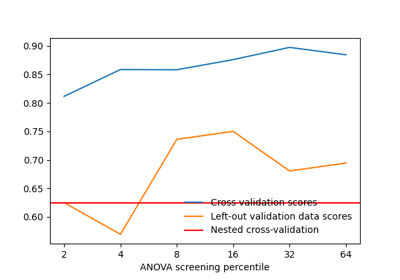 0.90
0.85
0.80
0.75
0.70
0.65
0.60
Cross validation scores
Left-out validation data scores
Nested cross-validation
2 4 8 16 32 64
ANOVA screening percentile